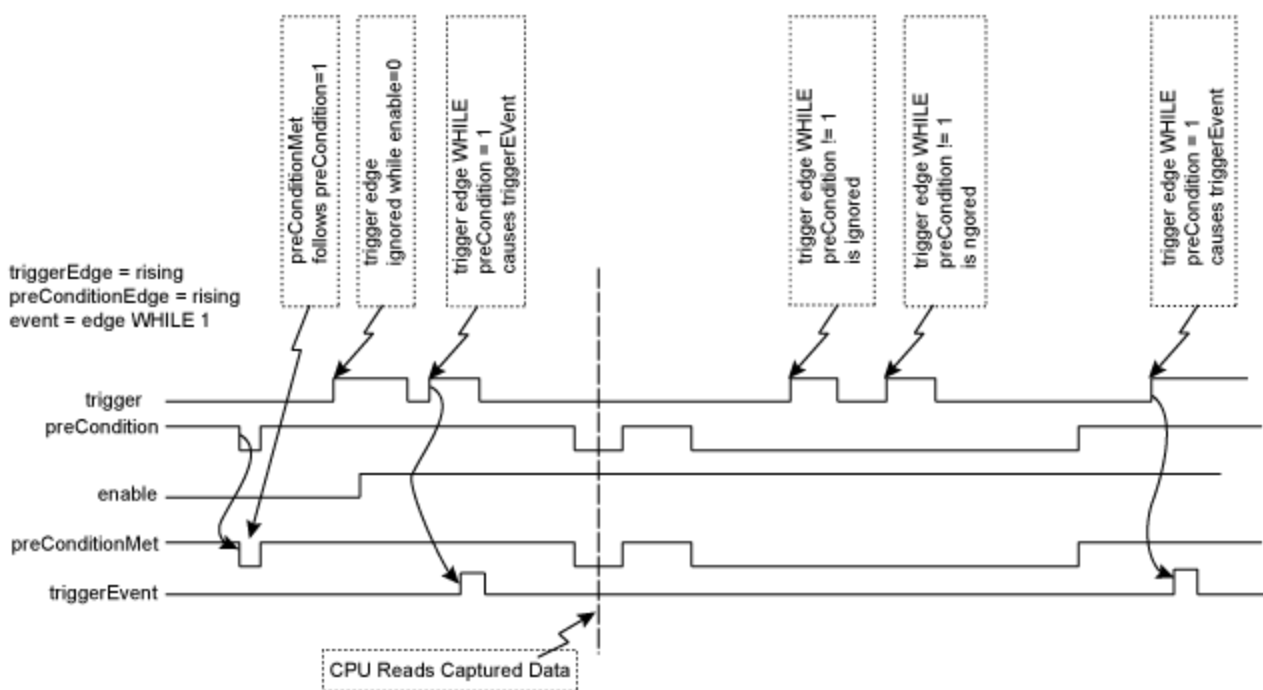 preConditionMet
follows preCondition=1
trigger edge
ignored while enable=0
trigger edge WHILE
preCondition = 1
causes triggerEVent
trigger edge WHILE
preCondition != 1
is ignored
trigger edge WHILE
preCondition != 1
is ngored
trigger edge WHILE
preCondition = 1
causes triggerEvent
triggerEdge = rising
preConditionEdge = rising
event = edge WHILE 1
trigger
preCondition
enable
preConditionMet
triggerEvent
CPU Reads Captured Data